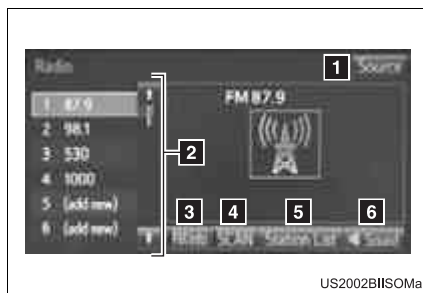 Radio
1 Source
1 87.9
2 98.1
3 530
4 1000
5 (add new)
6 (add new)
FM 87.9
2
3 4 5 6
SCAN Station List Sound
US2002BIISOMa